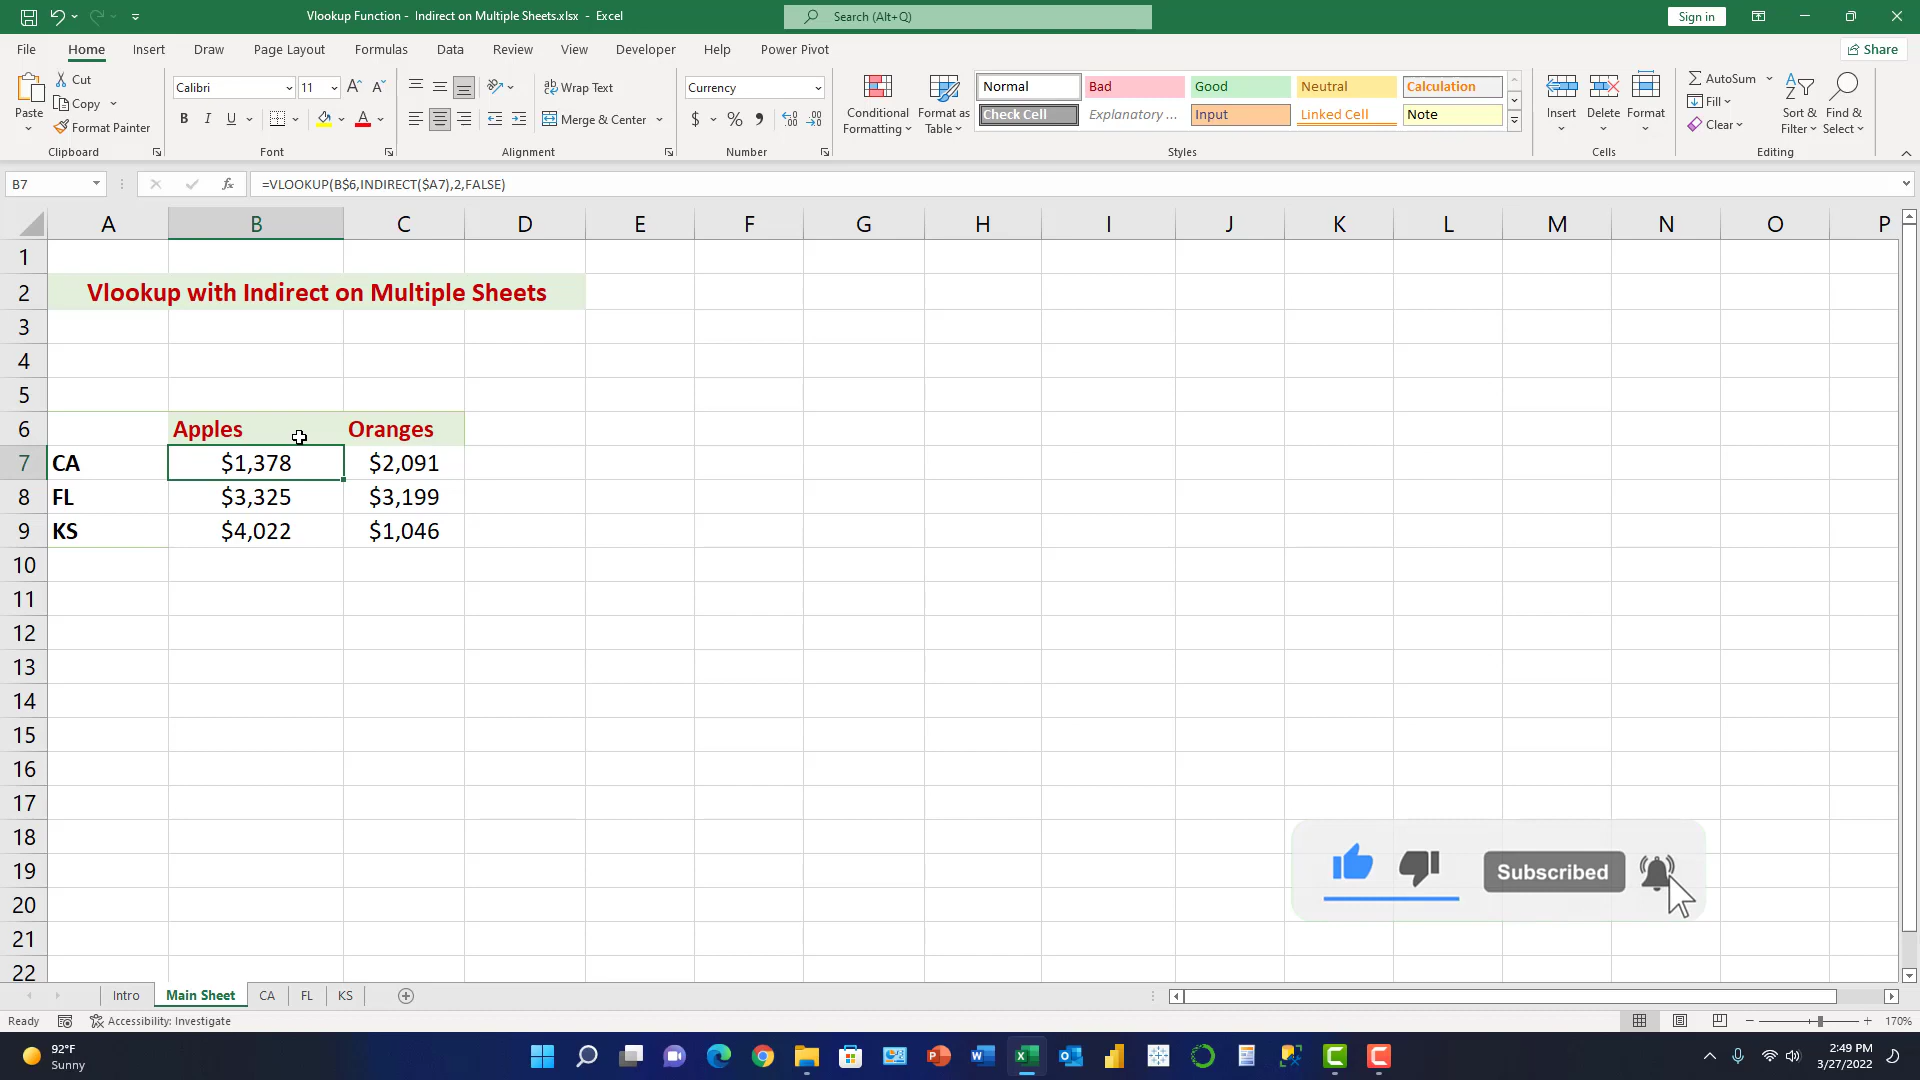 Vlookup Function - Indirect on Multiple Sheets.xlsx - Excel
Search (Alt+Q)
Sign in
File Home Insert Draw Page Layout Formulas Data Review View Developer Help Power Pivot
Share
Paste
Cut
Copy
Format Painter
Clipboard
Calibri 11
B I U
Font
Wrap Text
Merge & Center
Alignment
Currency
$ % 9
Number
Conditional Formatting
Format as Table
Normal Bad Good Neutral Calculation
Check Cell Explanatory ... Input Linked Cell Note
Styles
Insert Delete Format
Cells
AutoSum
Fill
Clear
Sort & Filter
Find & Select
Editing
B7
fx
=VLOOKUP(B$6,INDIRECT($A7),2,FALSE)
A B C D E F G H I J K L M N O P
1
2 Vlookup with Indirect on Multiple Sheets
3
4
5
6 Apples Oranges
7 CA $1,378 $2,091
8 FL $3,325 $3,199
9 KS $4,022 $1,046
10
11
12
13
14
15
16
17
18
19 Subscribed
20
21
22
Intro Main Sheet CA FL KS
Ready Accessibility: Investigate 170%
92°F
Sunny
2:49 PM
3/27/2022